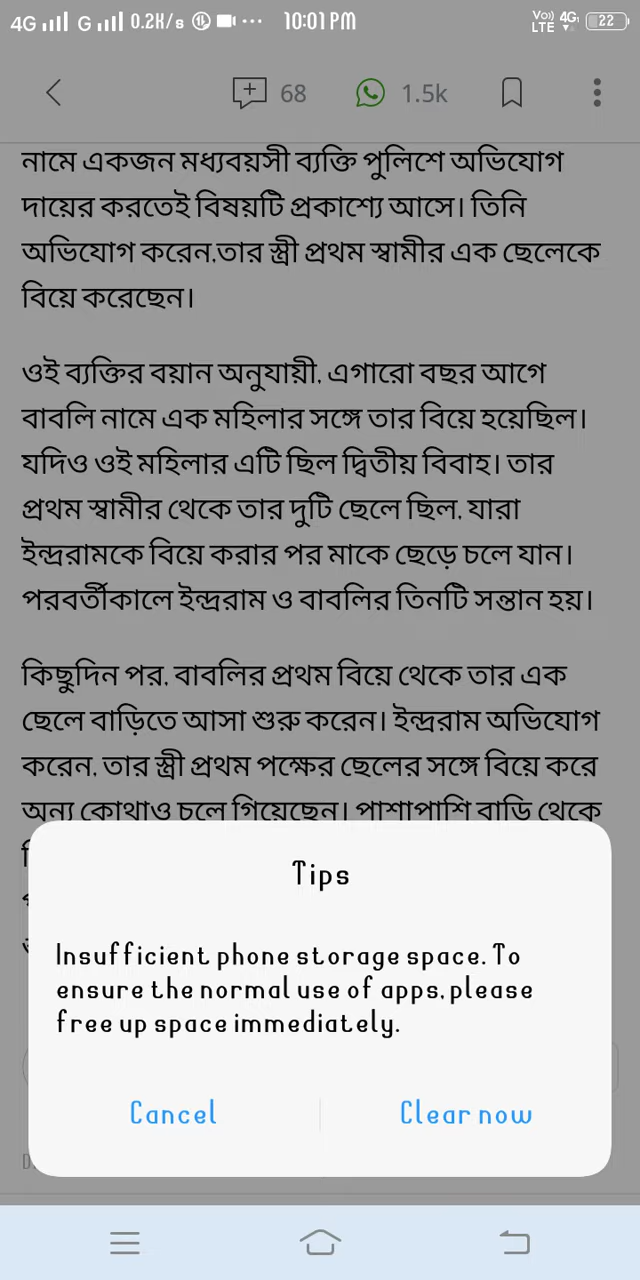 4G G 0.2K/s ... 10:01 PM Vo) LTE 4G 22
68 1.5k
নামে একজন মধ্যবয়সী ব্যক্তি পুলিশে অভিযোগ
দায়ের করতেই বিষয়টি প্রকাশ্যে আসে। তিনি
অভিযোগ করেন,তার স্ত্রী প্রথম স্বামীর এক ছেলেকে
বিয়ে করেছেন।
ওই ব্যক্তির বয়ান অনুযায়ী, এগারো বছর আগে
বাবলি নামে এক মহিলার সঙ্গে তার বিয়ে হয়েছিল।
যদিও ওই মহিলার এটি ছিল দ্বিতীয় বিবাহ। তার
প্রথম স্বামীর থেকে তার দুটি ছেলে ছিল, যারা
ইন্দ্ররামকে বিয়ে করার পর মাকে ছেড়ে চলে যান।
পরবর্তীকালে ইন্দ্ররাম ও বাবলির তিনটি সন্তান হয়।
কিছুদিন পর, বাবলির প্রথম বিয়ে থেকে তার এক
ছেলে বাড়িতে আসা শুরু করেন। ইন্দ্ররাম অভিযোগ
করেন, তার স্ত্রী প্রথম পক্ষের ছেলের সঙ্গে বিয়ে করে
অন্য কোথাও চলে গিয়েছেন। পাশাপাশি বাড়ি থেকে
Tips
Insufficient phone storage space. To
ensure the normal use of apps, please
free up space immediately.
Cancel Clear now